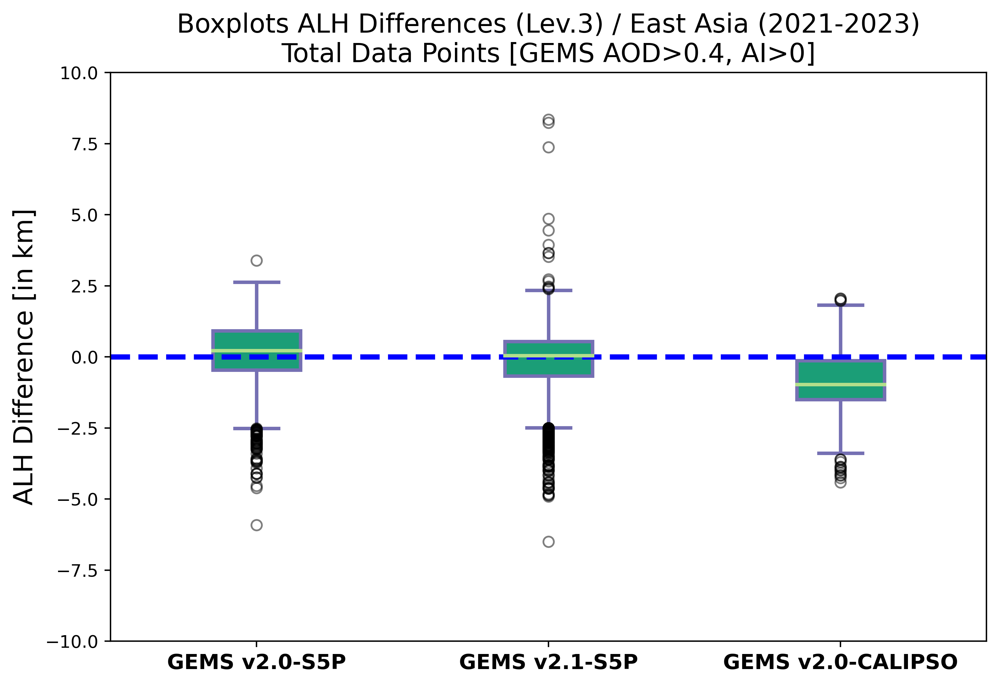 Boxplots ALH Differences (Lev.3) / East Asia (2021-2023)
Total Data Points [GEMS AOD>0.4, AI>0]
ALH Difference [in km]
10.0
7.5
5.0
2.5
0.0
−2.5
−5.0
−7.5
−10.0
GEMS v2.0-S5P
GEMS v2.1-S5P
GEMS v2.0-CALIPSO